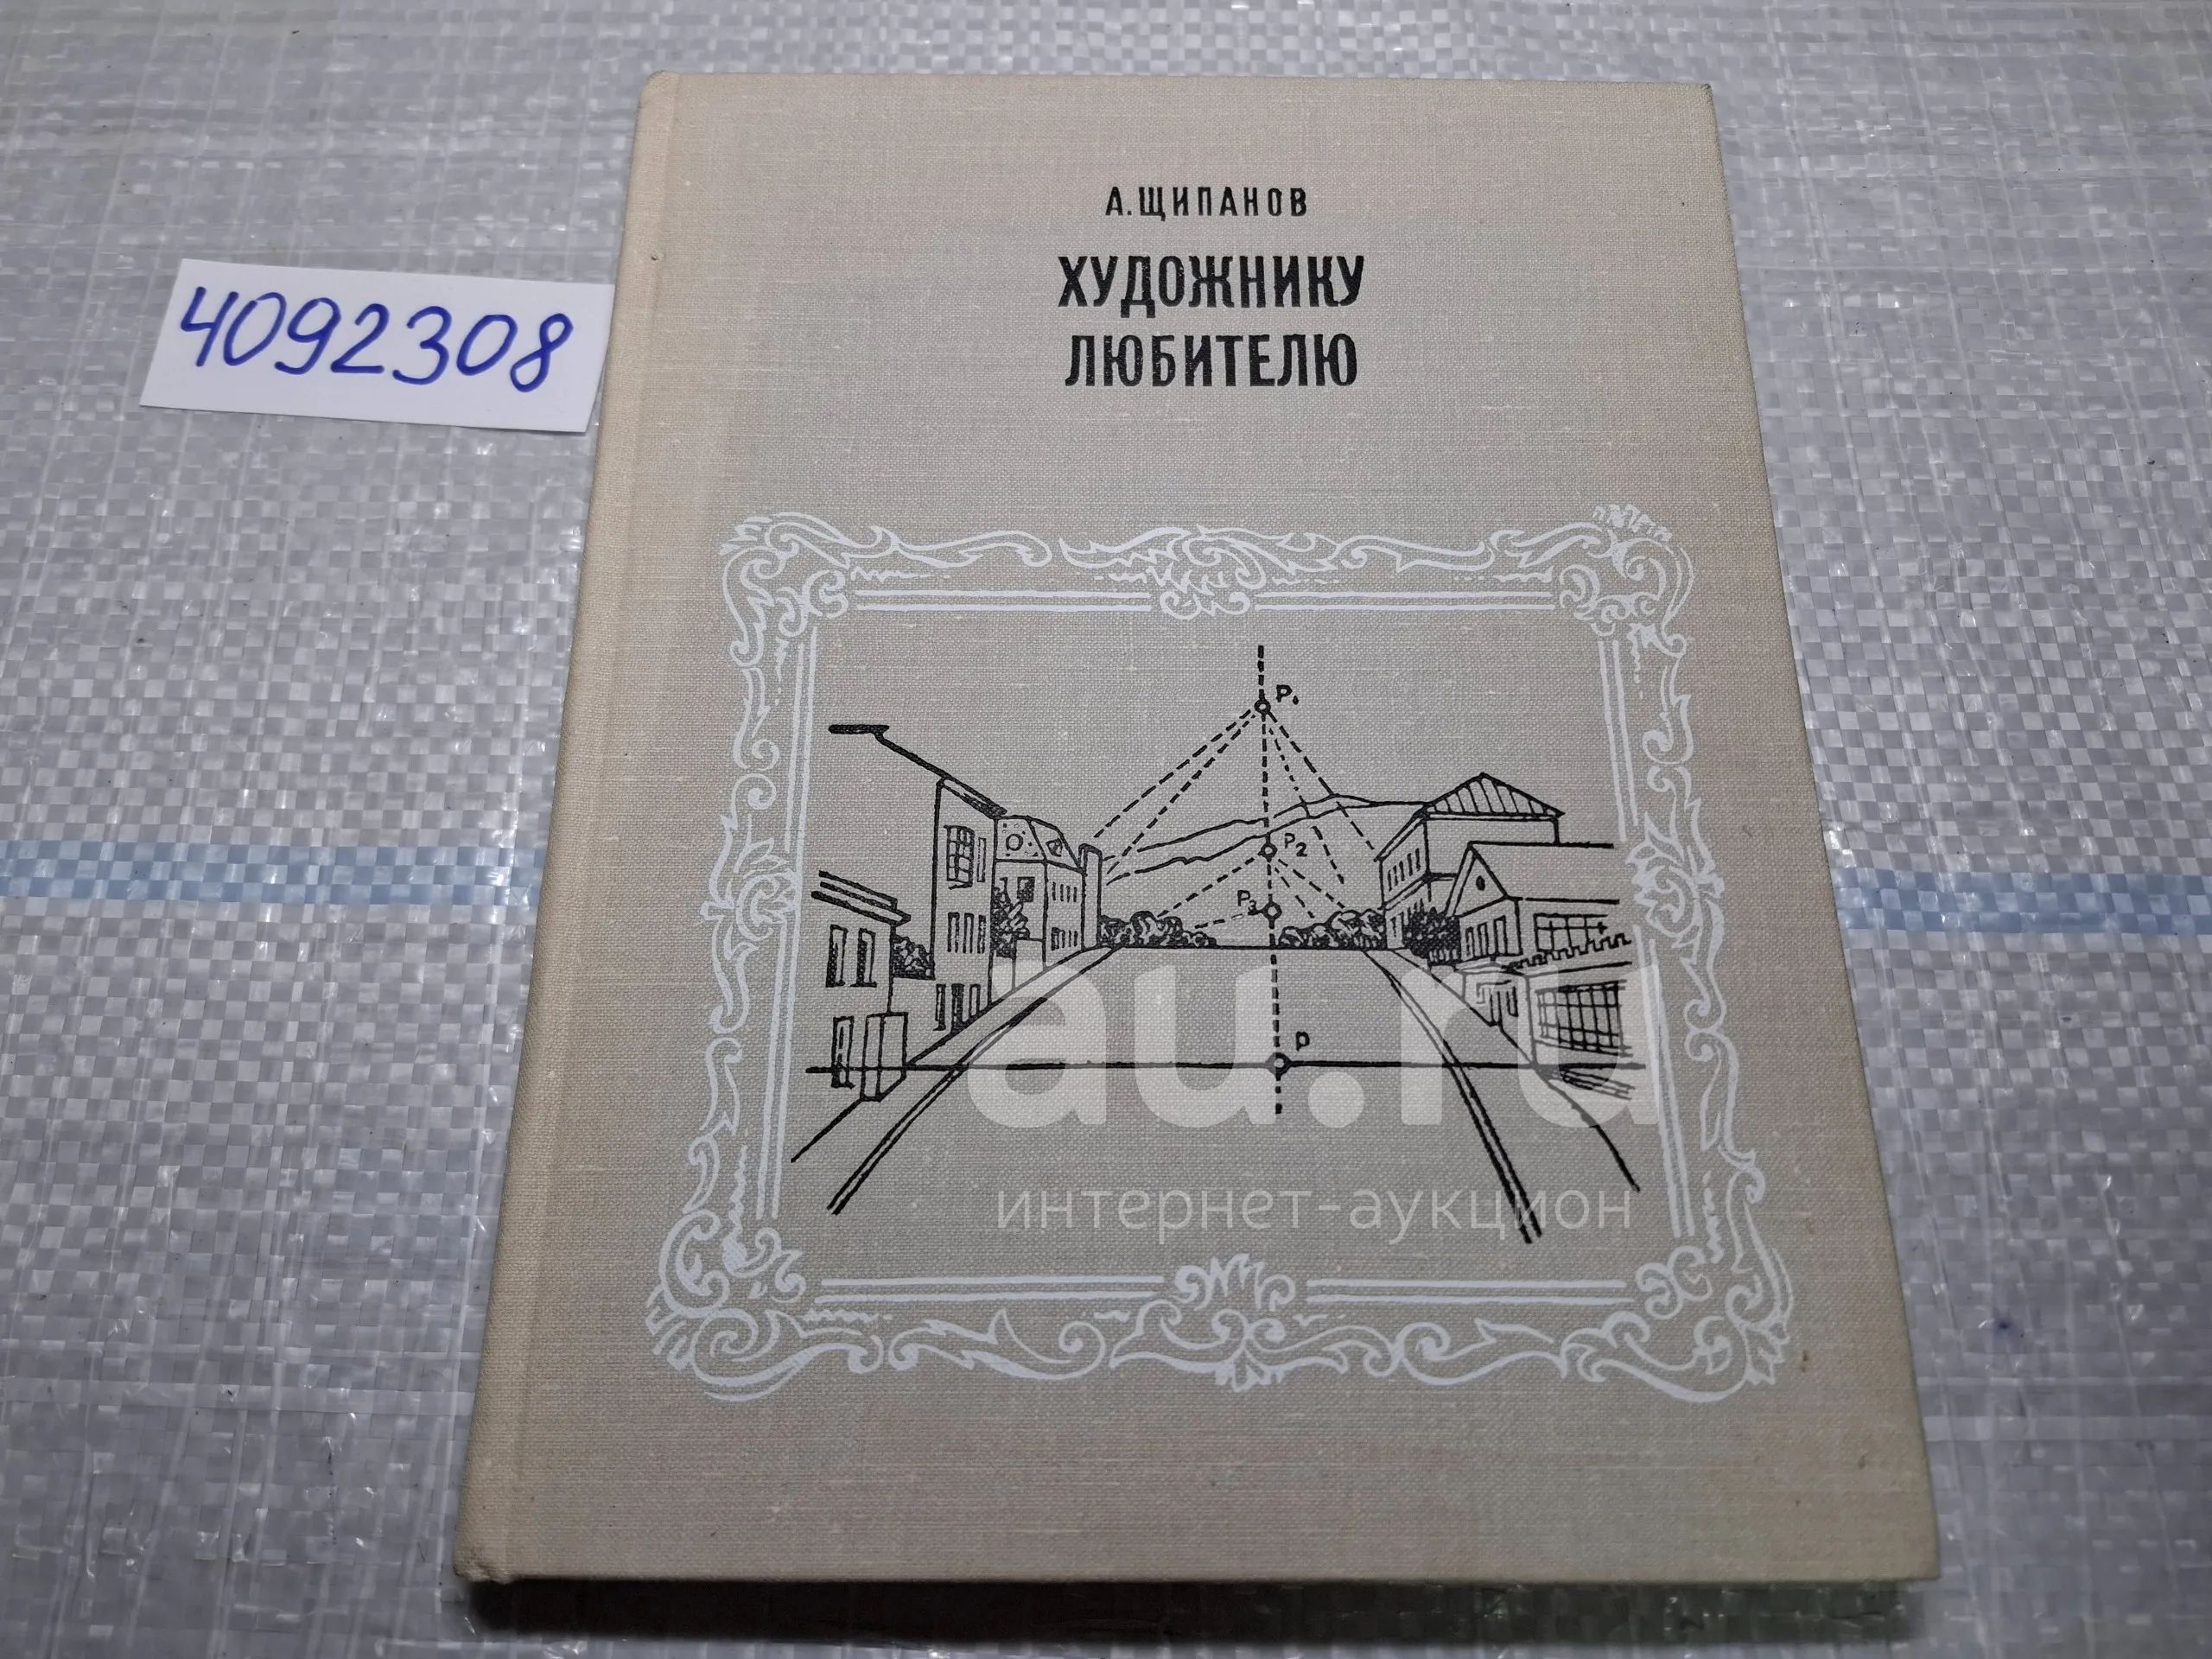 А. ЩИПАНОВ
ХУДОЖНИКУ
ЛЮБИТЕЛЮ
4092308
P₁
P₂
P₃
P
au.ru
интернет-аукцион